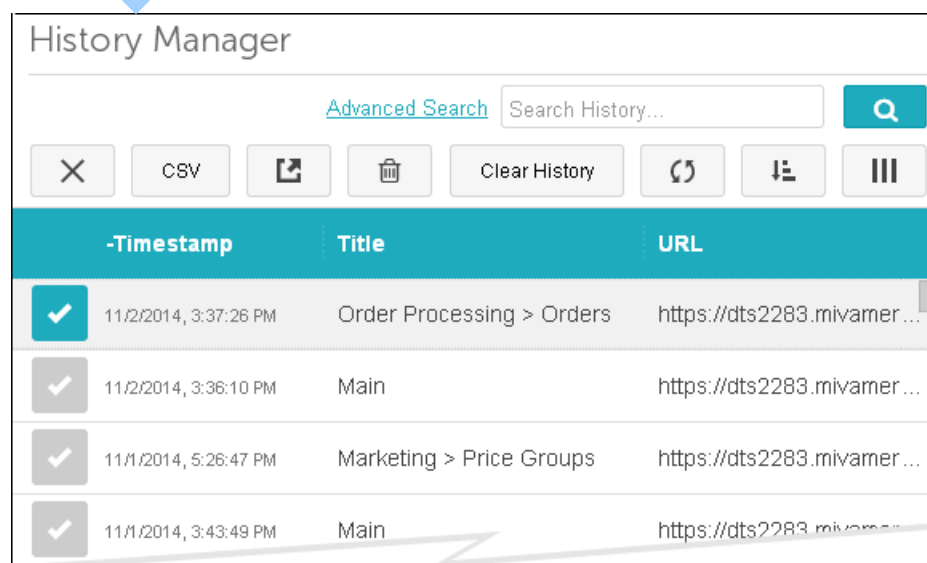 History Manager
Advanced Search Search History...
CSV Clear History
-Timestamp Title URL
11/2/2014, 3:37:26 PM Order Processing > Orders https://dts2283.mivamer...
11/2/2014, 3:36:10 PM Main https://dts2283.mivamer...
11/1/2014, 5:26:47 PM Marketing > Price Groups https://dts2283.mivamer...
11/1/2014, 3:43:49 PM Main https://dts2283.mivamer...